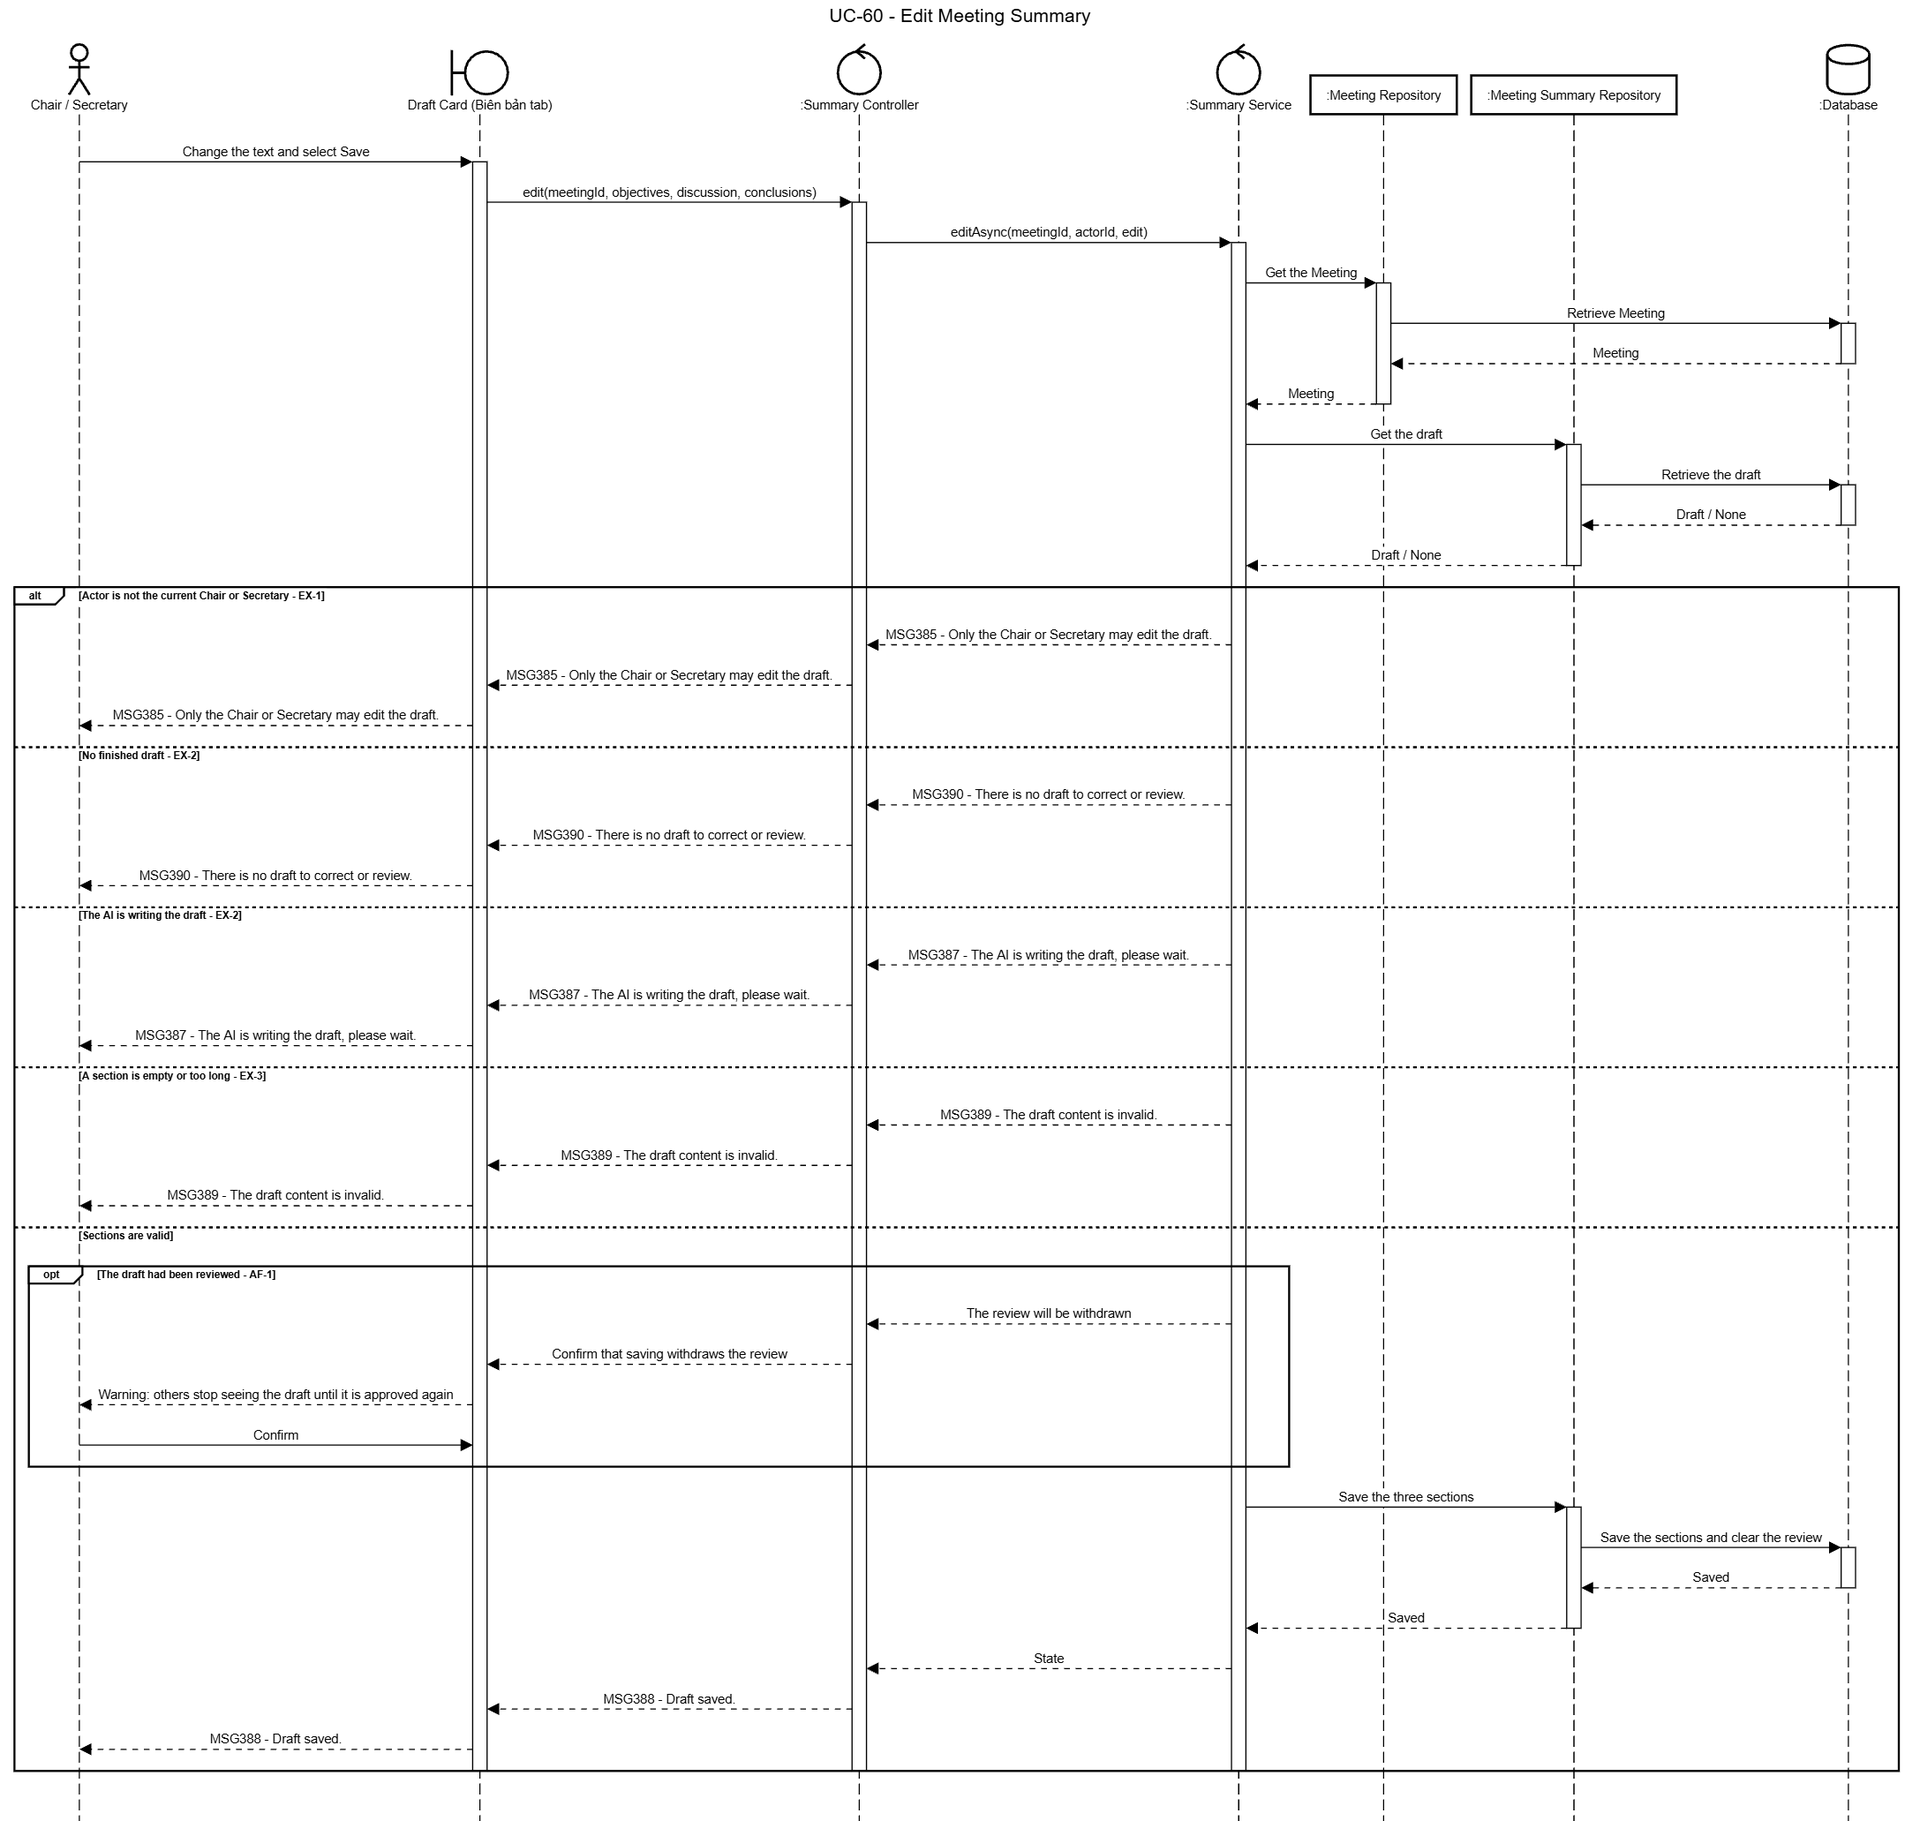 UC-60 - Edit Meeting Summary
Chair / Secretary
Draft Card (Biên bản tab)
:Summary Controller
:Summary Service
:Meeting Repository
:Meeting Summary Repository
:Database
Change the text and select Save
edit(meetingId, objectives, discussion, conclusions)
editAsync(meetingId, actorId, edit)
Get the Meeting
Retrieve Meeting
Meeting
Meeting
Get the draft
Retrieve the draft
Draft / None
Draft / None
alt
[Actor is not the current Chair or Secretary - EX-1]
MSG385 - Only the Chair or Secretary may edit the draft.
MSG385 - Only the Chair or Secretary may edit the draft.
MSG385 - Only the Chair or Secretary may edit the draft.
[No finished draft - EX-2]
MSG390 - There is no draft to correct or review.
MSG390 - There is no draft to correct or review.
MSG390 - There is no draft to correct or review.
[The AI is writing the draft - EX-2]
MSG387 - The AI is writing the draft, please wait.
MSG387 - The AI is writing the draft, please wait.
MSG387 - The AI is writing the draft, please wait.
[A section is empty or too long - EX-3]
MSG389 - The draft content is invalid.
MSG389 - The draft content is invalid.
MSG389 - The draft content is invalid.
[Sections are valid]
opt
[The draft had been reviewed - AF-1]
The review will be withdrawn
Confirm that saving withdraws the review
Warning: others stop seeing the draft until it is approved again
Confirm
Save the three sections
Save the sections and clear the review
Saved
Saved
State
MSG388 - Draft saved.
MSG388 - Draft saved.